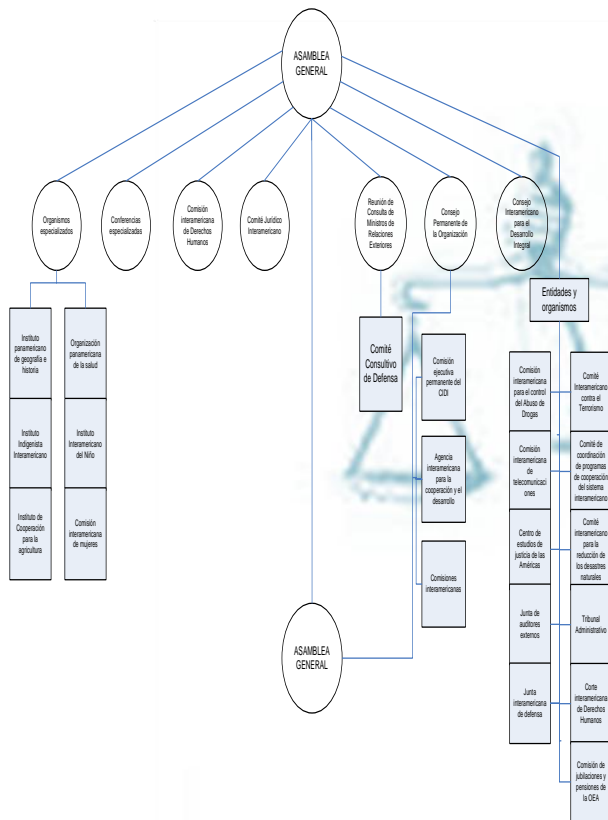 ASAMBLEA
GENERAL
Organismos
especializados
Conferencias
especializadas
Comisión
interamericana
de Derechos
Humanos
Comité Jurídico
Interamericano
Reunión de
Consulta de
Ministros de
Relaciones
Exteriores
Consejo
Permanente de
la Organización
Consejo
Interamericano
para el
Desarrollo
Integral
Entidades y
organismos
Instituto
panamericano
de geografía e
historia
Organización
panamericana
de la salud
Instituto
Indigenista
Interamericano
Instituto
Interamericano
del Niño
Instituto de
Cooperación
para la
agricultura
Comisión
interamericana
de mujeres
Comité
Consultivo
de Defensa
Comisión
ejecutiva
permanente del
CIDI
Agencia
interamericana
para la
cooperación y el
desarrollo
Comisiones
interamericanas
Comisión
interamericana
para el control
del Abuso de
Drogas
Comité
Interamericano
contra el
Terrorismo
Comisión
interamericana
de
telecomunicaci
ones
Comité de
coordinación
de programas
de cooperación
del sistema
interamericano
Centro de
estudios de
justicia de las
Américas
Comité
interamericano
para la
reducción de
los desastres
naturales
Junta de
auditores
externos
Tribunal
Administrativo
Junta
interamericana
de defensa
Corte
interamericana
de Derechos
Humanos
Comisión de
jubilaciones y
pensiones de
la OEA
ASAMBLEA
GENERAL